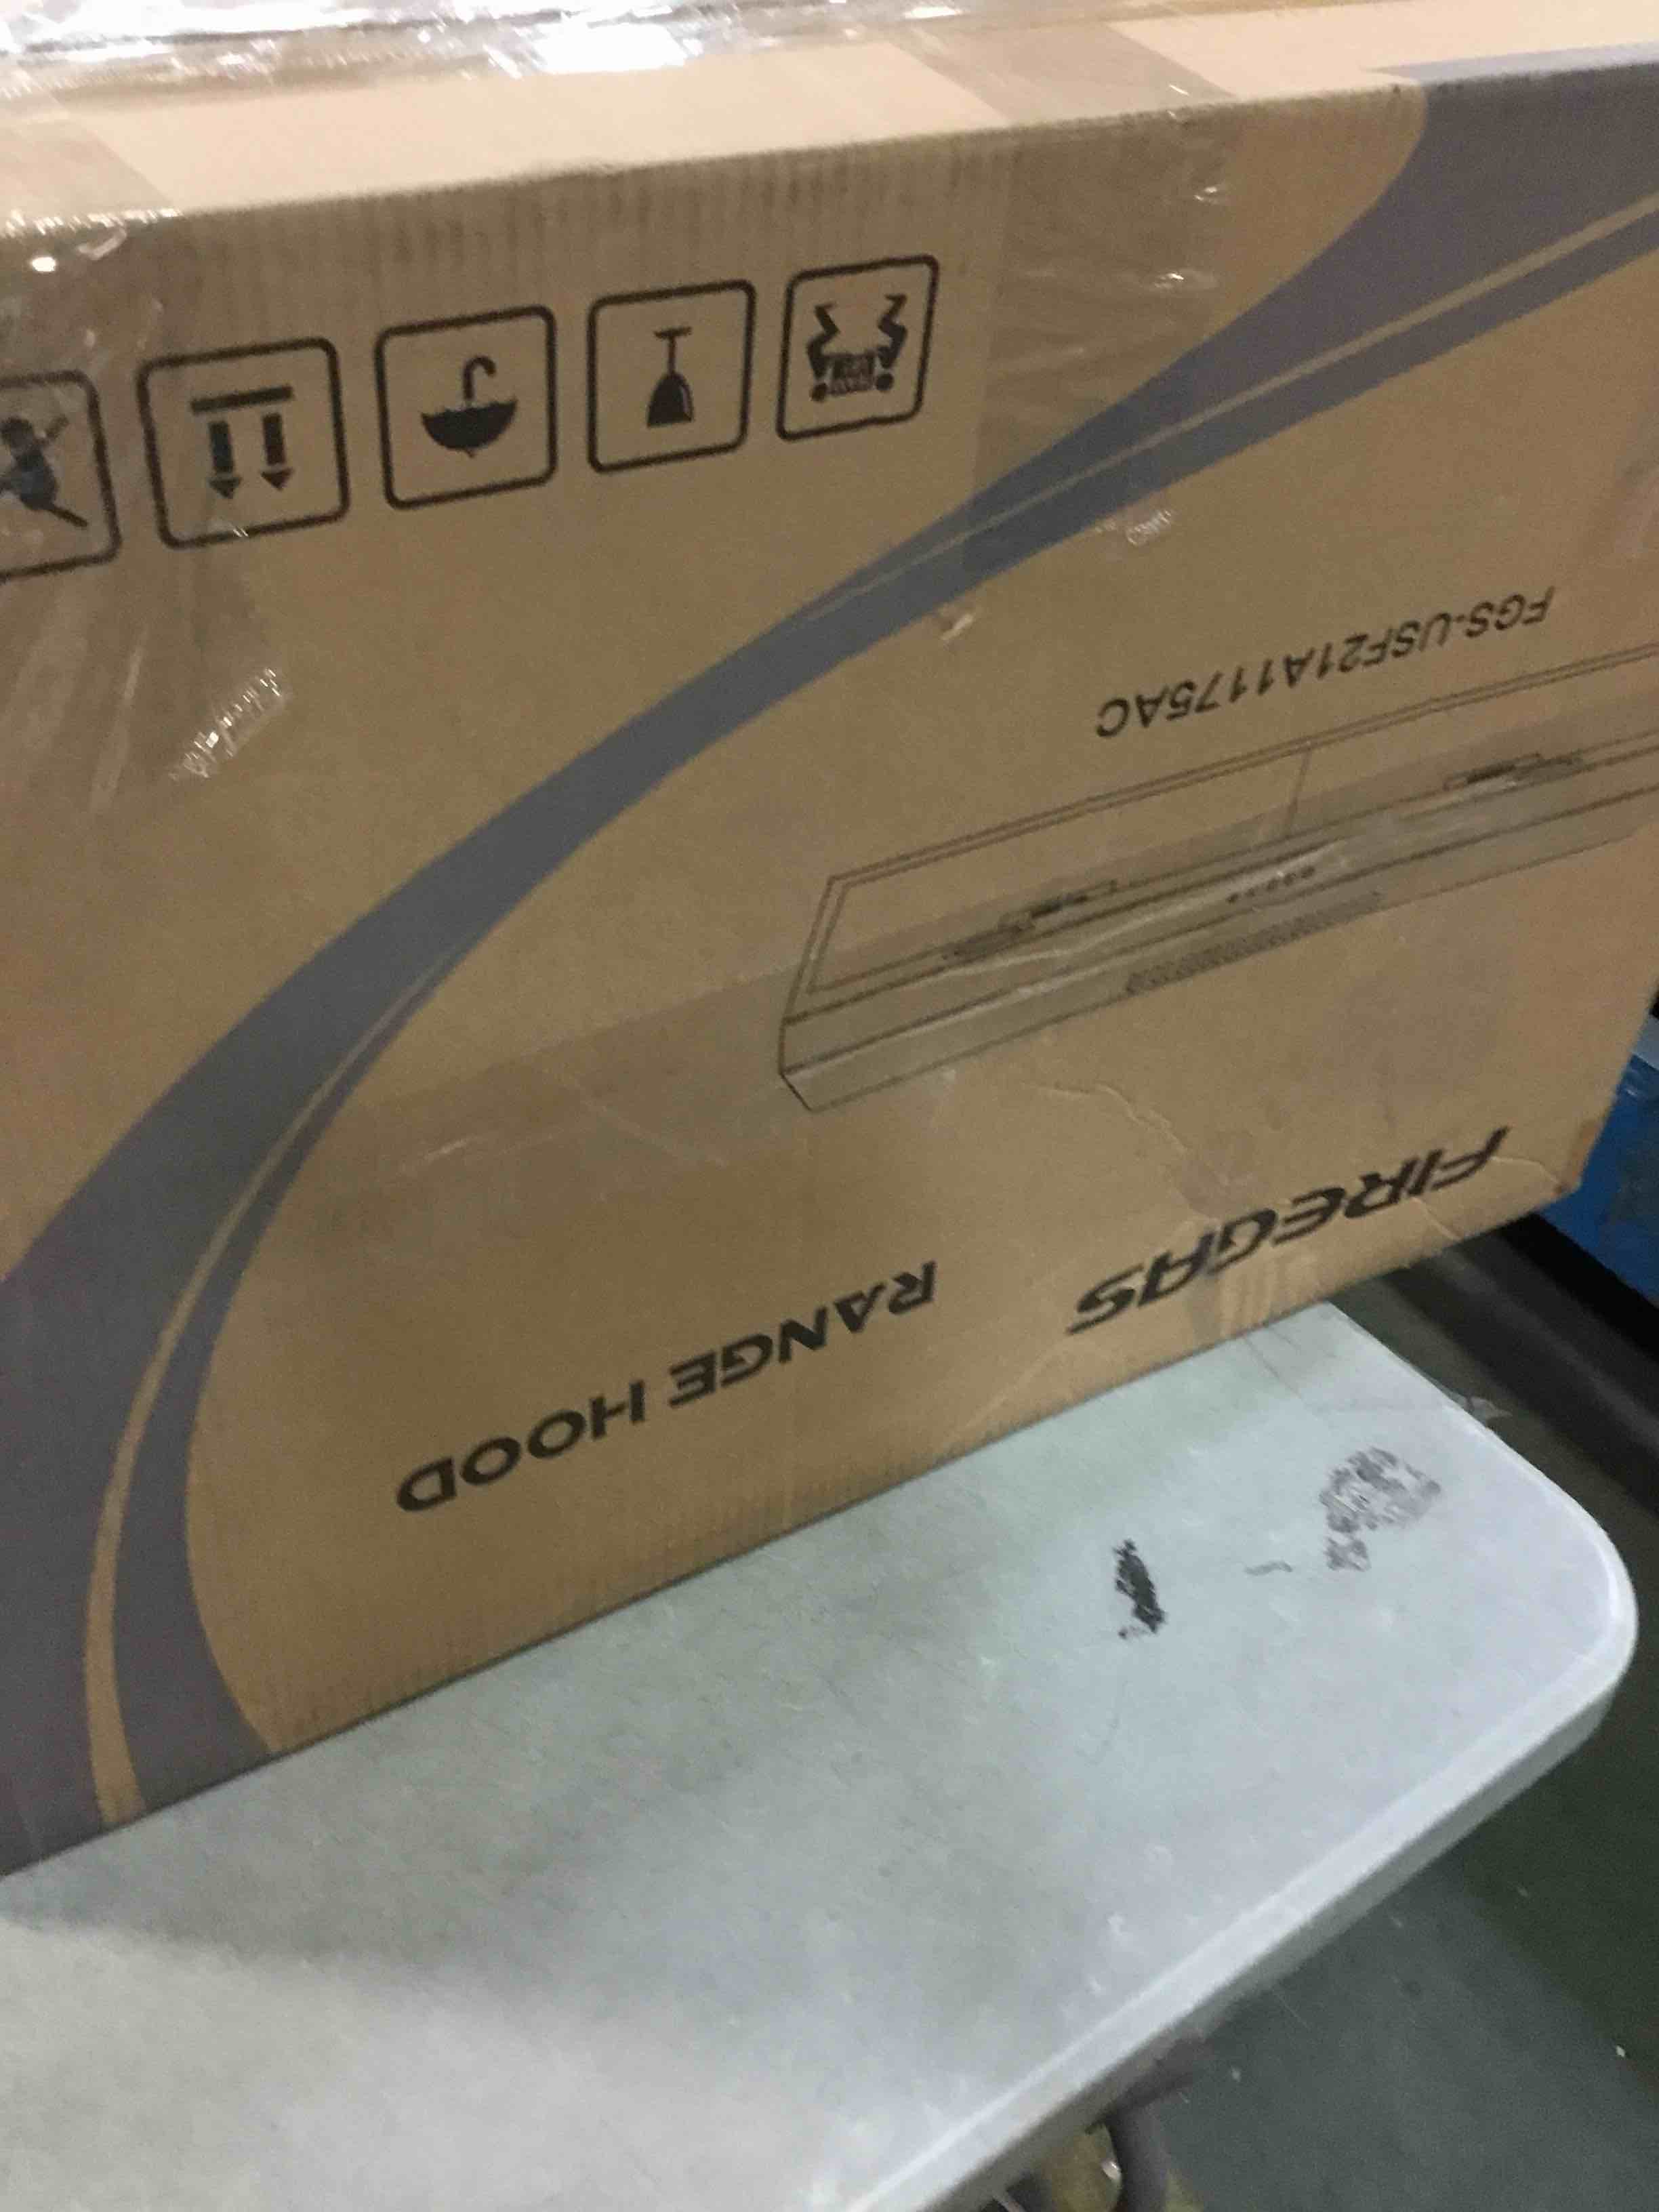 FIREGAS
RANGE HOOD
FGS-USF21A1175AC